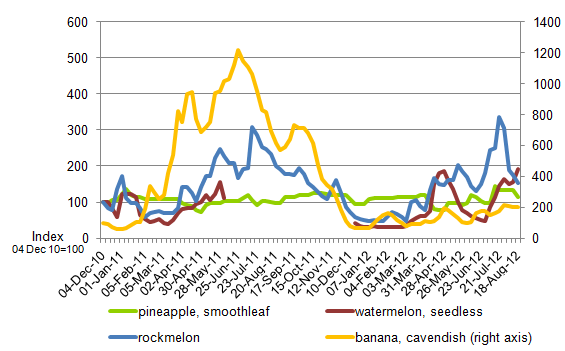 600 1400
500 1200
400 1000
300 800
200 600
100 400
0 200
0
Index
04 Dec 10=100
04-Dec-10
01-Jan-11
05-Feb-11
05-Mar-11
02-Apr-11
30-Apr-11
28-May-11
25-Jun-11
23-Jul-11
20-Aug-11
17-Sep-11
15-Oct-11
12-Nov-11
10-Dec-11
07-Jan-12
04-Feb-12
03-Mar-12
31-Mar-12
28-Apr-12
26-May-12
23-Jun-12
21-Jul-12
18-Aug-12
pineapple, smoothleaf watermelon, seedless
rockmelon banana, cavendish (right axis)